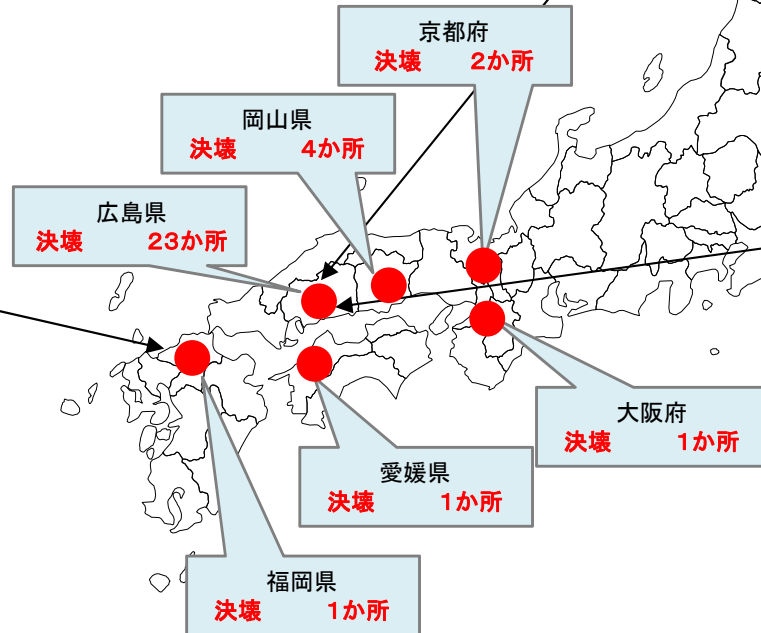 京都府
決壊 2か所
岡山県
決壊 4か所
広島県
決壊 23か所
大阪府
決壊 1か所
愛媛県
決壊 1か所
福岡県
決壊 1か所